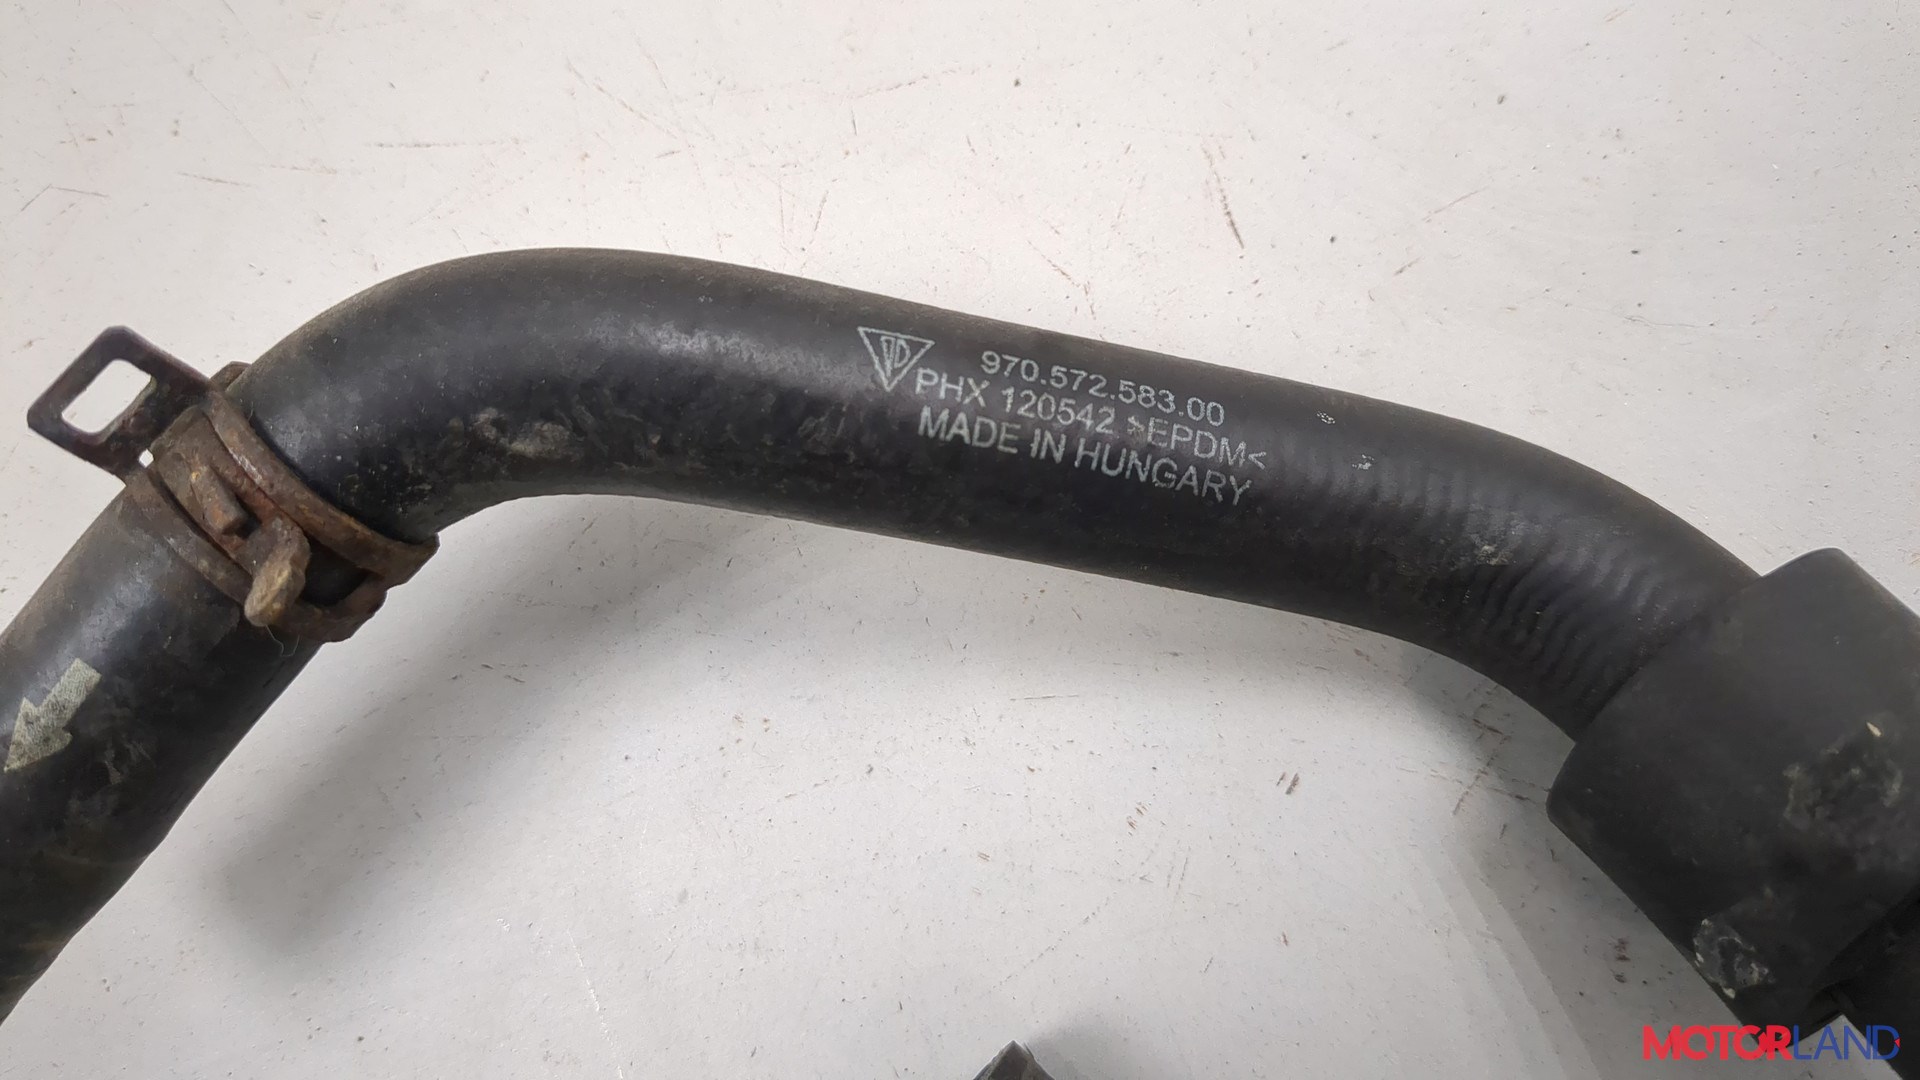 970.572.583.00
PHX 120542 >EPDM<
MADE IN HUNGARY
MOTORLAND